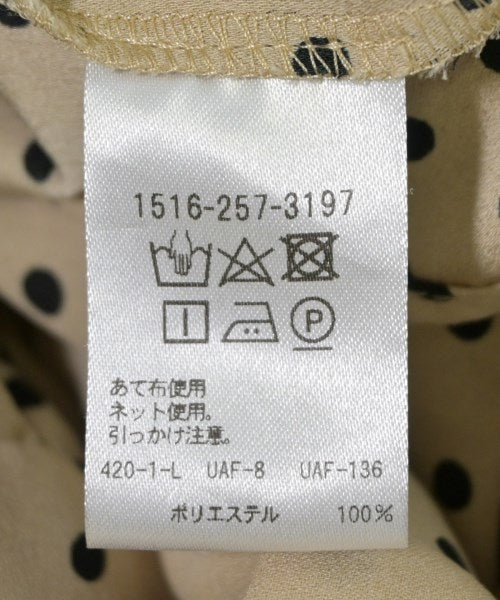 1516-257-3197
P
あて布使用
ネット使用。
引っかけ注意。
420-1-L UAF-8 UAF-136
ポリエステル 100%